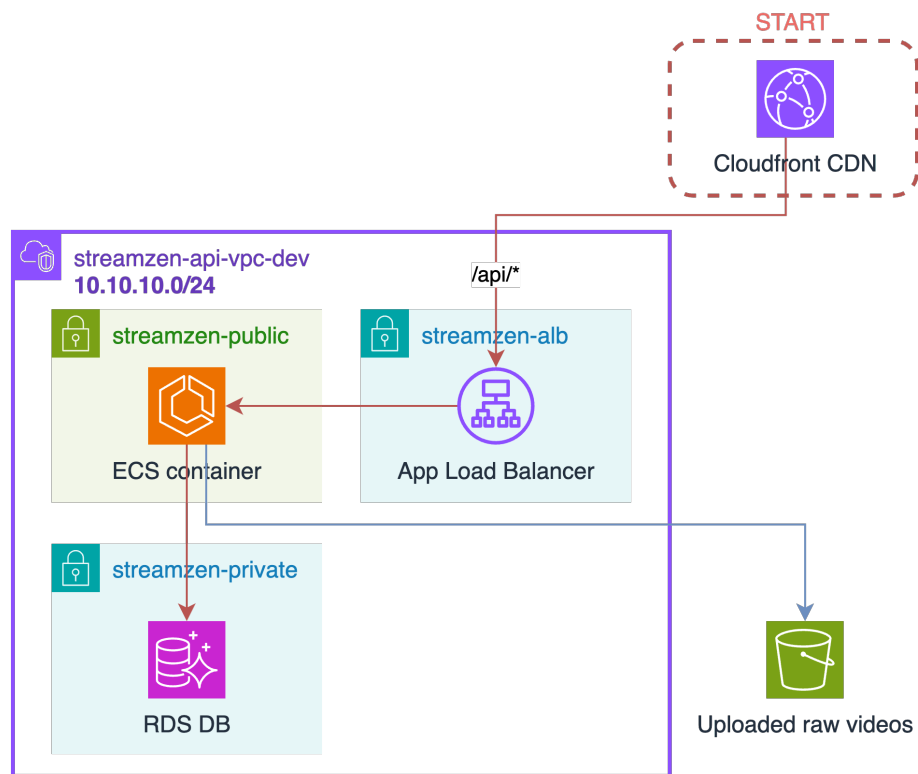 START
Cloudfront CDN
streamzen-api-vpc-dev
10.10.10.0/24
/api/*
streamzen-public
streamzen-alb
ECS container
App Load Balancer
streamzen-private
RDS DB
Uploaded raw videos